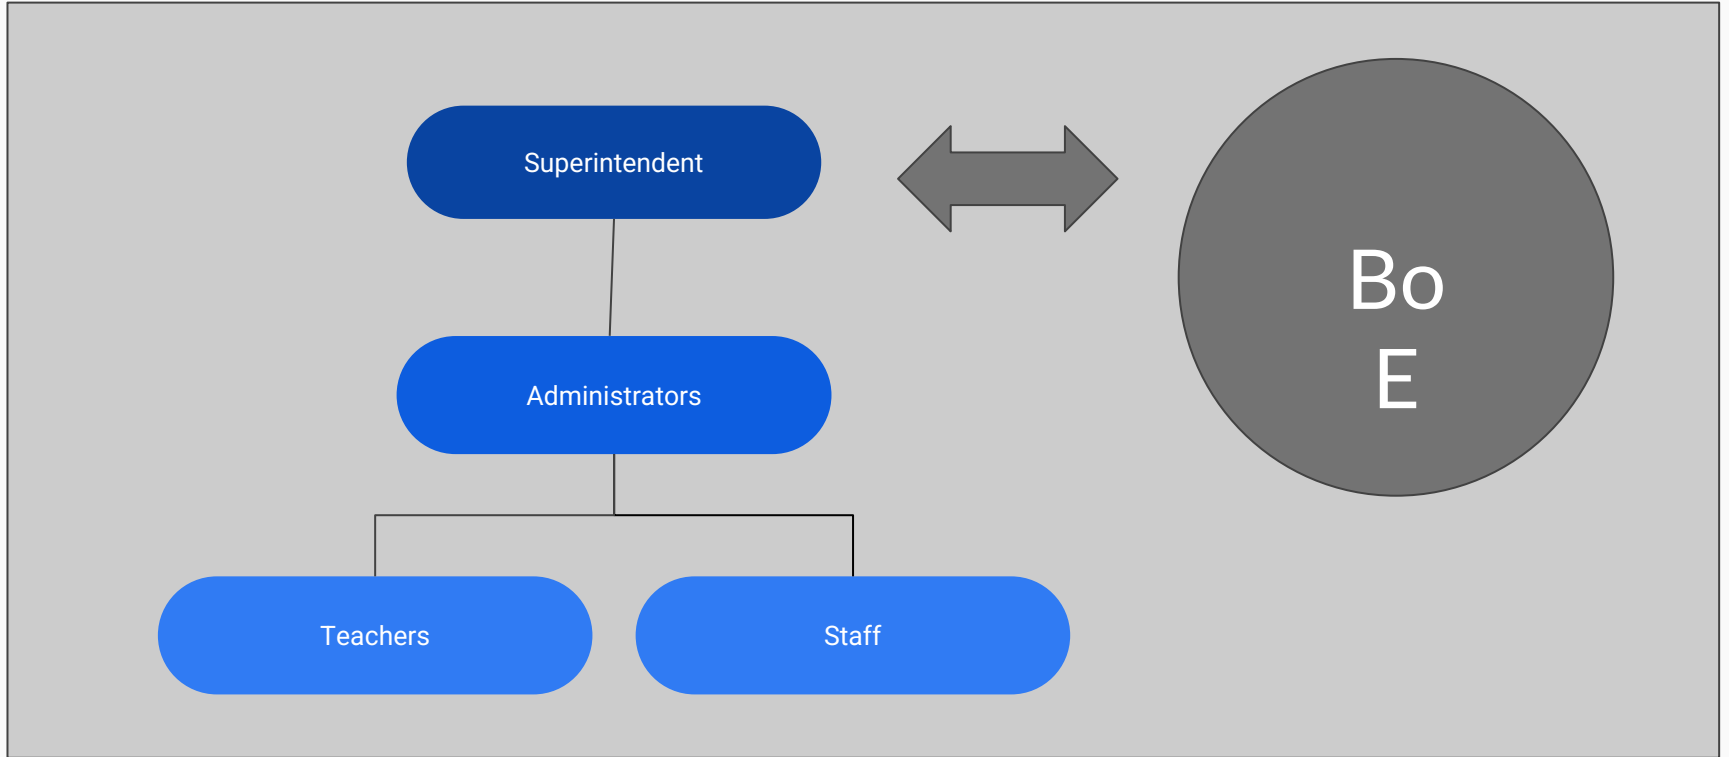 Superintendent
Bo
E
Administrators
Teachers
Staff